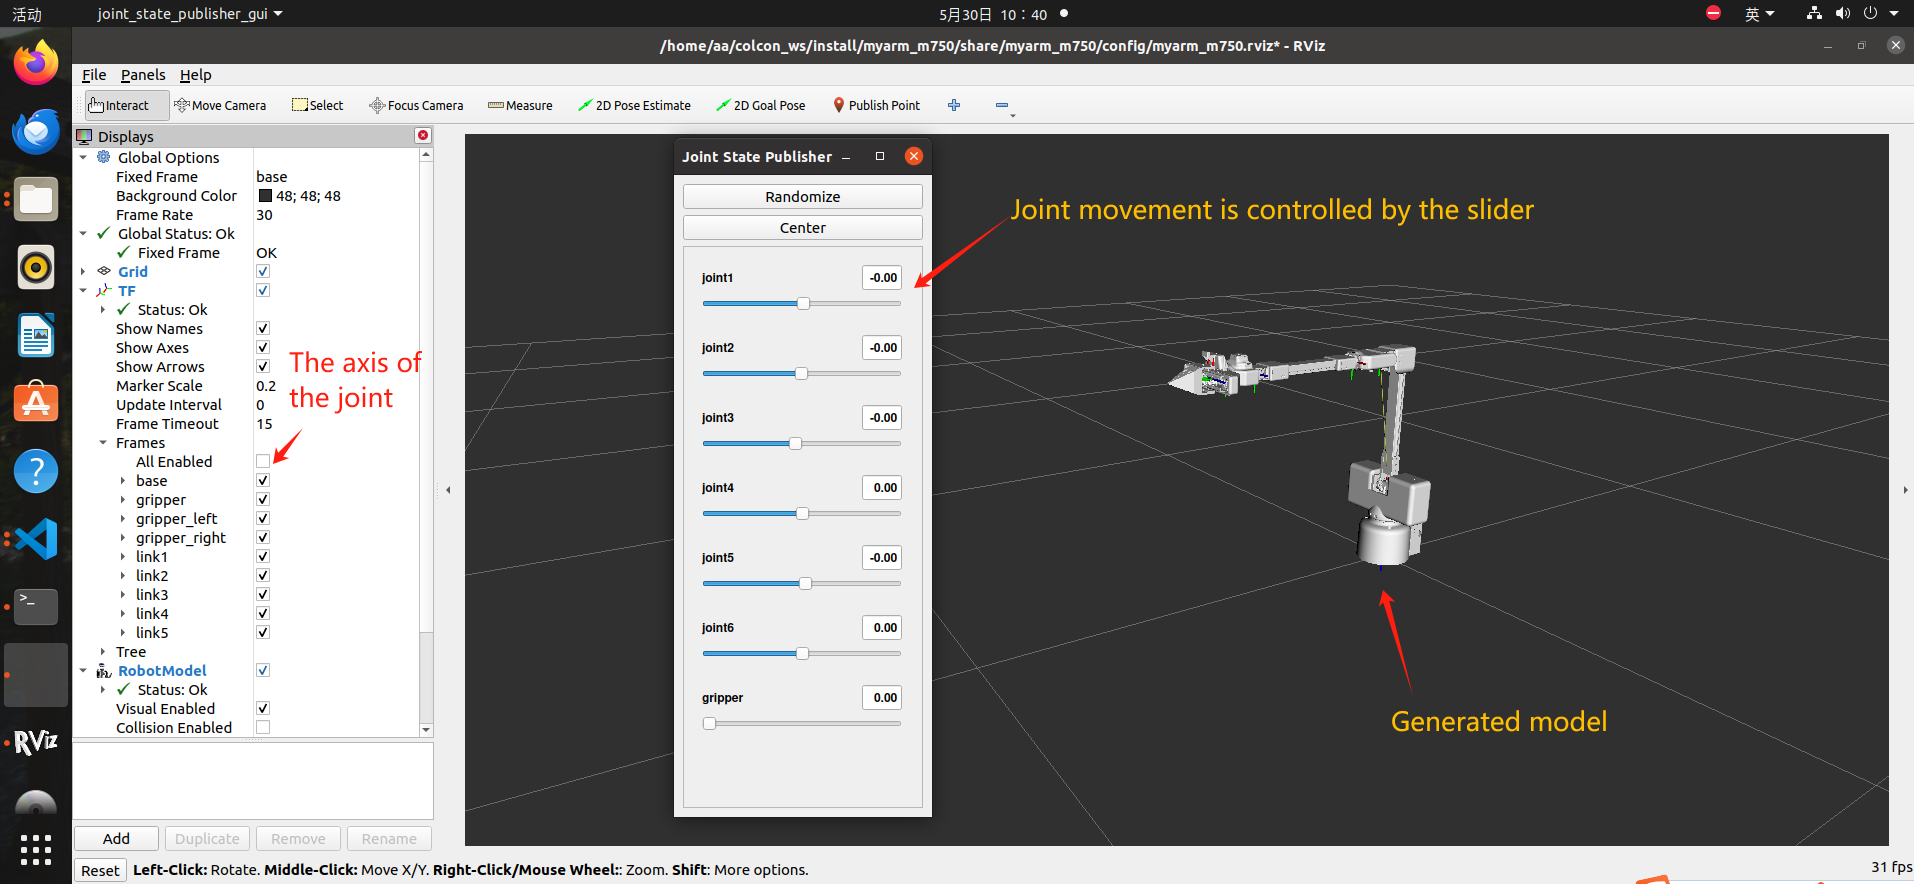 活动
joint_state_publisher_gui
5月30日 10：40
英
/home/aa/colcon_ws/install/myarm_m750/share/myarm_m750/config/myarm_m750.rviz* - RViz
File Panels Help
Interact Move Camera Select Focus Camera Measure 2D Pose Estimate 2D Goal Pose Publish Point
Displays
Global Options
Fixed Frame base
Background Color 48; 48; 48
Frame Rate 30
Global Status: Ok
Fixed Frame OK
Grid
TF
Status: Ok
Show Names
Show Axes
Show Arrows
Marker Scale 0.2
Update Interval 0
Frame Timeout 15
Frames
All Enabled
base
gripper
gripper_left
gripper_right
link1
link2
link3
link4
link5
Tree
RobotModel
Status: Ok
Visual Enabled
Collision Enabled
The axis of
the joint
Add Duplicate Remove Rename
Joint State Publisher
Randomize
Center
joint1 -0.00
joint2 -0.00
joint3 -0.00
joint4 0.00
joint5 -0.00
joint6 0.00
gripper 0.00
Joint movement is controlled by the slider
Generated model
RViz
Reset Left-Click: Rotate. Middle-Click: Move X/Y. Right-Click/Mouse Wheel:: Zoom. Shift: More options.
31 fps